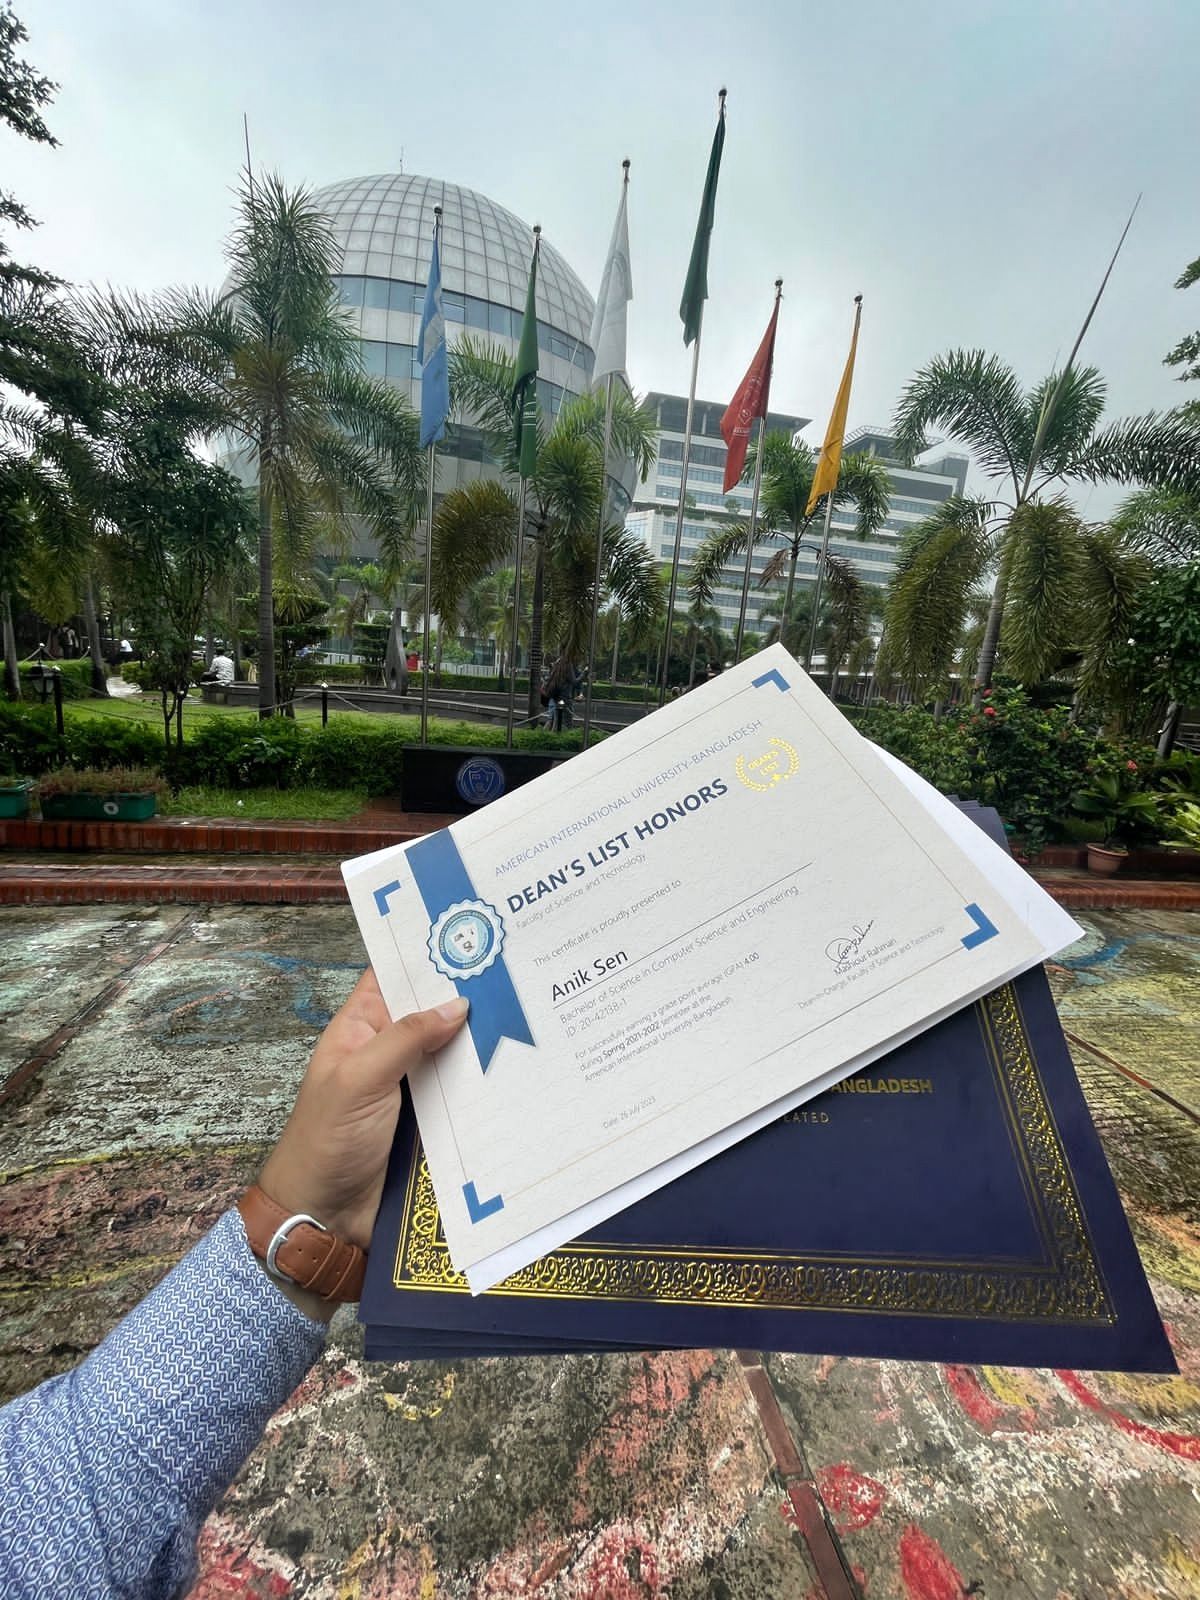 AMERICAN INTERNATIONAL UNIVERSITY-BANGLADESH
DEAN'S LIST HONORS
DEAN'S
LIST
Faculty of Science and Technology
This certificate is proudly presented to
Anik Sen
Bachelor of Science in Computer Science and Engineering
ID: 20-42138-1
For successfully earning a grade point average (GPA) 4.00
during Spring 2021-2022 semester at the
American International University-Bangladesh
Mashiour Rahman
Dean-in-Charge, Faculty of Science and Technology
Date: 26 July 2023
BANGLADESH